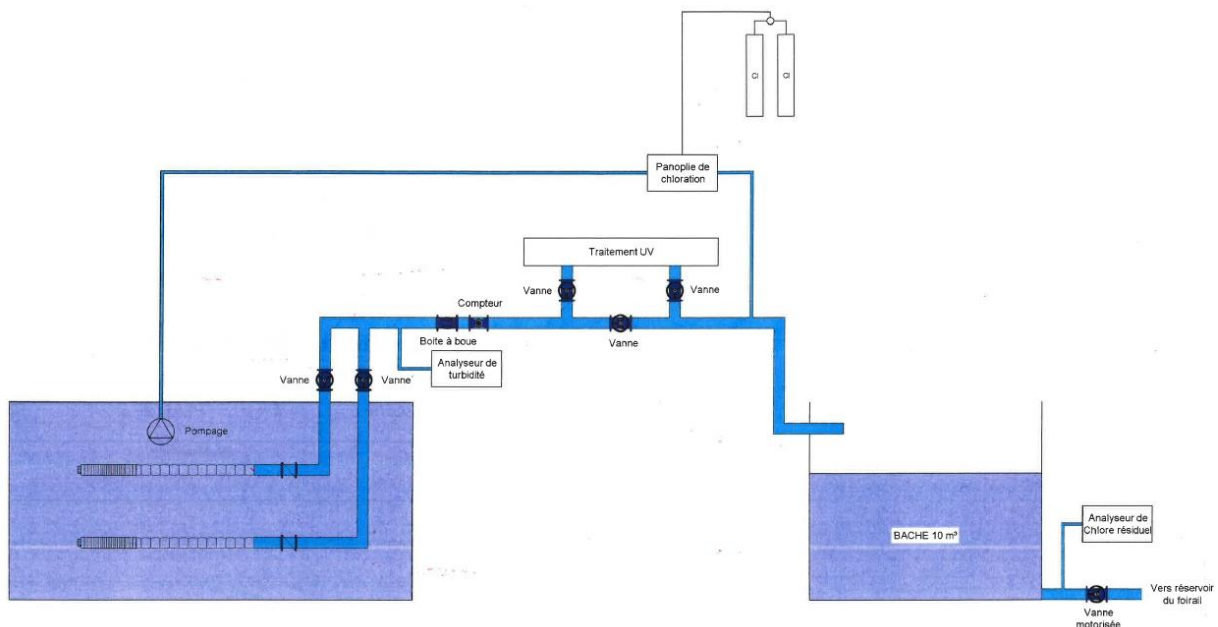 Cl
Cl
Panoplie de
chloration
Traitement UV
Vanne
Vanne
Compteur
Boite à boue
Vanne
Analyseur de
turbidité
Vanne
Vanne
Pompage
BACHE 10 m³
Analyseur de
Chlore résiduel
Vers réservoir
du foirail
Vanne
motorisée